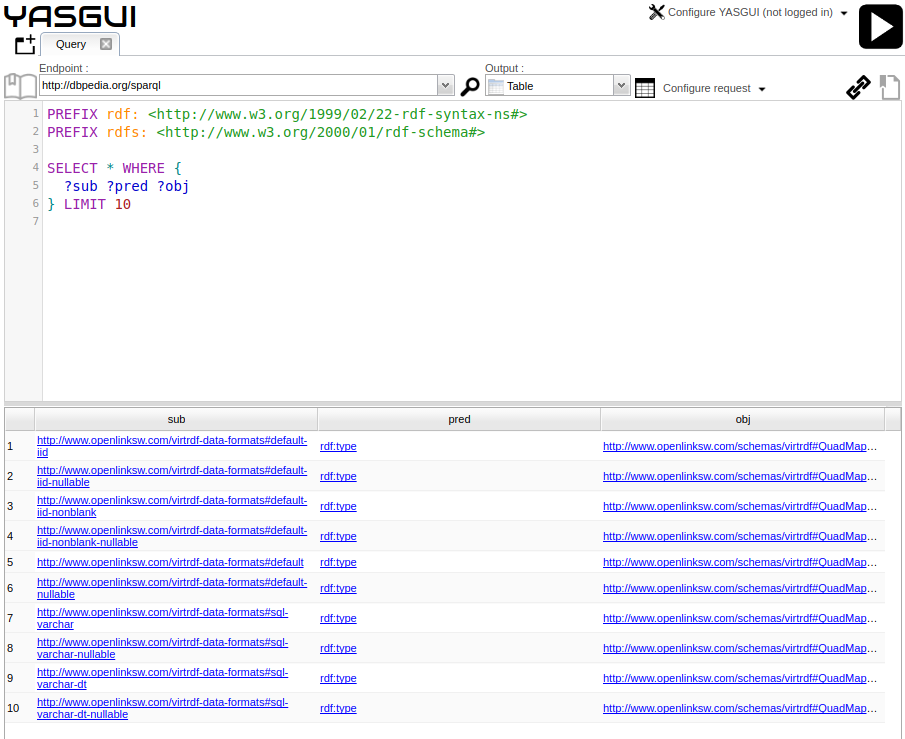 YASGUI
Configure YASGUI (not logged in)
Query
Endpoint :
Output :
http://dbpedia.org/sparql
Table
Configure request
1 PREFIX rdf: <http://www.w3.org/1999/02/22-rdf-syntax-ns#>
2 PREFIX rdfs: <http://www.w3.org/2000/01/rdf-schema#>
3
4 SELECT * WHERE {
5 ?sub ?pred ?obj
6 } LIMIT 10
7
sub pred obj
1 http://www.openlinksw.com/virtrdf-data-formats#default-
iid rdf:type http://www.openlinksw.com/schemas/virtrdf#QuadMap...
2 http://www.openlinksw.com/virtrdf-data-formats#default-
iid-nullable rdf:type http://www.openlinksw.com/schemas/virtrdf#QuadMap...
3 http://www.openlinksw.com/virtrdf-data-formats#default-
iid-nonblank rdf:type http://www.openlinksw.com/schemas/virtrdf#QuadMap...
4 http://www.openlinksw.com/virtrdf-data-formats#default-
iid-nonblank-nullable rdf:type http://www.openlinksw.com/schemas/virtrdf#QuadMap...
5 http://www.openlinksw.com/virtrdf-data-formats#default rdf:type http://www.openlinksw.com/schemas/virtrdf#QuadMap...
6 http://www.openlinksw.com/virtrdf-data-formats#default-
nullable rdf:type http://www.openlinksw.com/schemas/virtrdf#QuadMap...
7 http://www.openlinksw.com/virtrdf-data-formats#sql-
varchar rdf:type http://www.openlinksw.com/schemas/virtrdf#QuadMap...
8 http://www.openlinksw.com/virtrdf-data-formats#sql-
varchar-nullable rdf:type http://www.openlinksw.com/schemas/virtrdf#QuadMap...
9 http://www.openlinksw.com/virtrdf-data-formats#sql-
varchar-dt rdf:type http://www.openlinksw.com/schemas/virtrdf#QuadMap...
10 http://www.openlinksw.com/virtrdf-data-formats#sql-
varchar-dt-nullable rdf:type http://www.openlinksw.com/schemas/virtrdf#QuadMap...